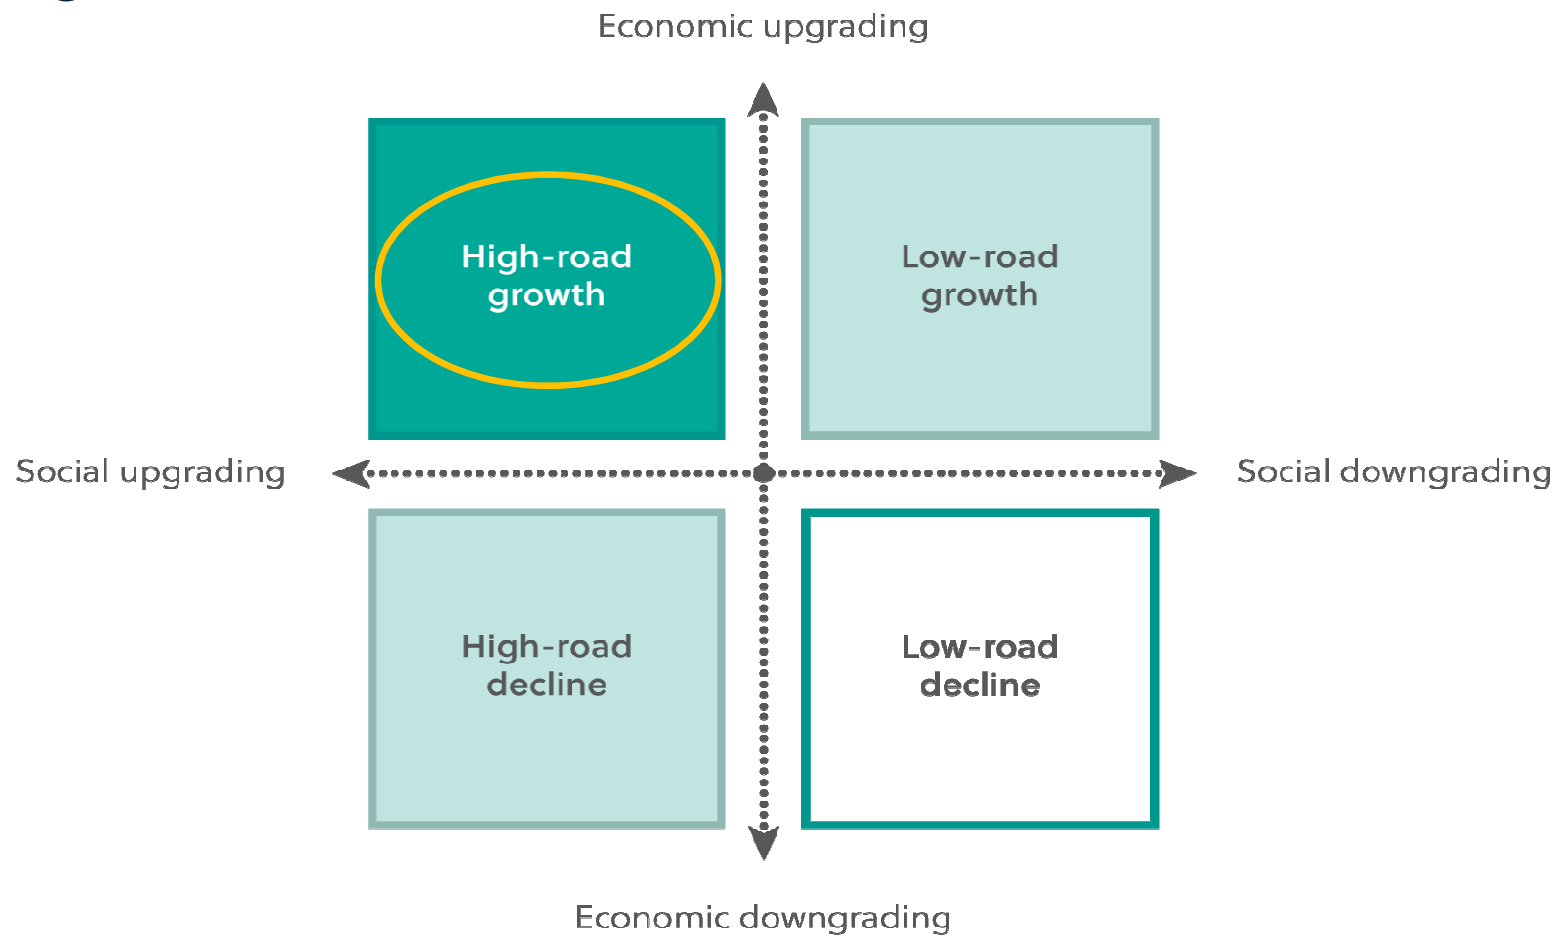 Economic upgrading
High-road
growth
Low-road
growth
Social upgrading
Social downgrading
High-road
decline
Low-road
decline
Economic downgrading